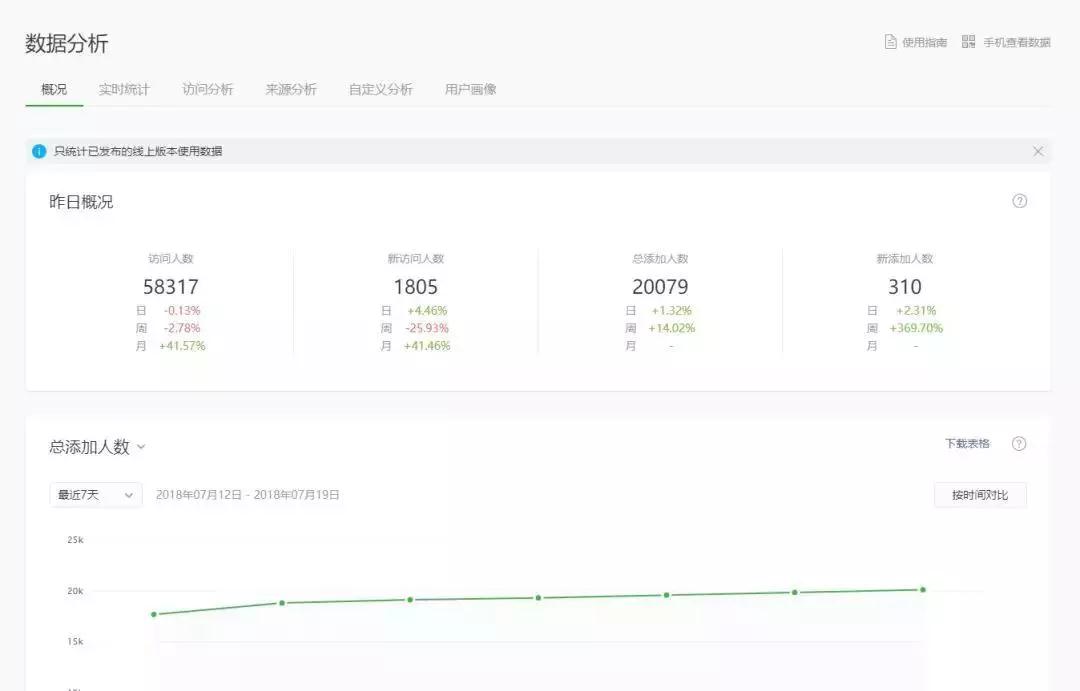 数据分析
使用指南 手机查看数据
概况 实时统计 访问分析 来源分析 自定义分析 用户画像
只统计已发布的线上版本使用数据
昨日概况
访问人数 新访问人数 总添加人数 新添加人数
58317 1805 20079 310
日 -0.13% 日 +4.46% 日 +1.32% 日 +2.31%
周 -2.78% 周 -25.93% 周 +14.02% 周 +369.70%
月 +41.57% 月 +41.46% 月 - 月 -
总添加人数 下载表格
最近7天 2018年07月12日 - 2018年07月19日 按时间对比
25k
20k
15k